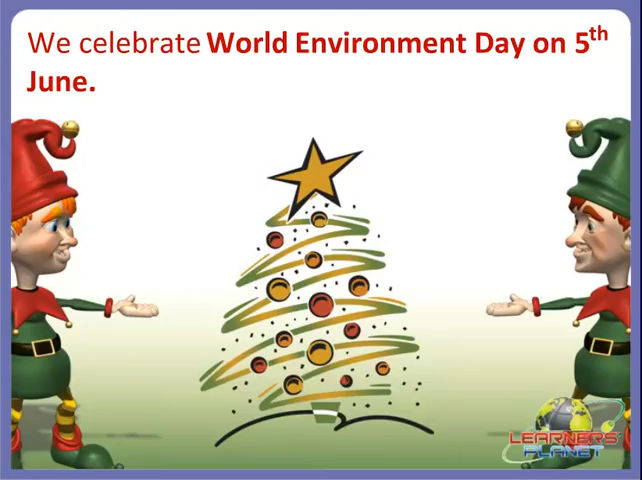 We celebrate World Environment Day on 5th
June.
LEARNERS
PLANET